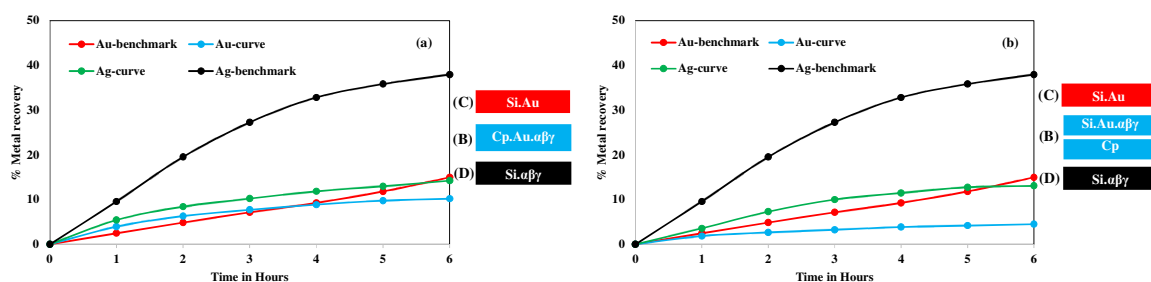 50
40
30
20
10
0
% Metal recovery
Au-benchmark
Au-curve
Ag-curve
Ag-benchmark
(a)
0 1 2 3 4 5 6
Time in Hours
(C) Si.Au
(B) Cp.Au.αβγ
(D) Si.αβγ
50
40
30
20
10
0
% Metal recovery
Au-benchmark
Au-curve
Ag-curve
Ag-benchmark
(b)
0 1 2 3 4 5 6
Time in Hours
(C) Si.Au
Si.Au.αβγ
(B)
Cp
(D) Si.αβγ